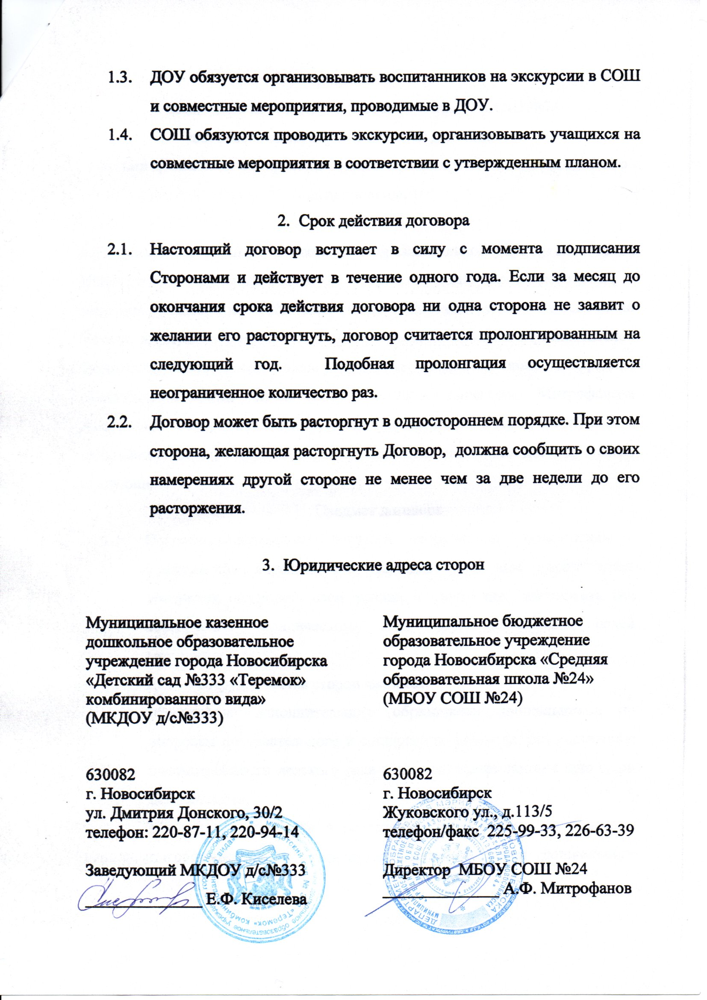 1.3. ДОУ обязуется организовывать воспитанников на экскурсии в СОШ
и совместные мероприятия, проводимые в ДОУ.
1.4. СОШ обязуются проводить экскурсии, организовывать учащихся на
совместные мероприятия в соответствии с утвержденным планом.
2. Срок действия договора
2.1. Настоящий договор вступает в силу с момента подписания
Сторонами и действует в течение одного года. Если за месяц до
окончания срока действия договора ни одна сторона не заявит о
желании его расторгнуть, договор считается пролонгированным на
следующий год. Подобная пролонгация осуществляется
неограниченное количество раз.
2.2. Договор может быть расторгнут в одностороннем порядке. При этом
сторона, желающая расторгнуть Договор, должна сообщить о своих
намерениях другой стороне не менее чем за две недели до его
расторжения.
3. Юридические адреса сторон
Муниципальное казенное
дошкольное образовательное
учреждение города Новосибирска
«Детский сад №333 «Теремок»
комбинированного вида»
(МКДОУ д/с№333)
630082
г. Новосибирск
ул. Дмитрия Донского, 30/2
телефон: 220-87-11, 220-94-14
Заведующий МКДОУ д/с№333
Е.Ф. Киселева
Муниципальное бюджетное
образовательное учреждение
города Новосибирска «Средняя
образовательная школа №24»
(МБОУ СОШ №24)
630082
г. Новосибирск
Жуковского ул., д.113/5
телефон/факс 225-99-33, 226-63-39
Директор МБОУ СОШ №24
А.Ф. Митрофанов